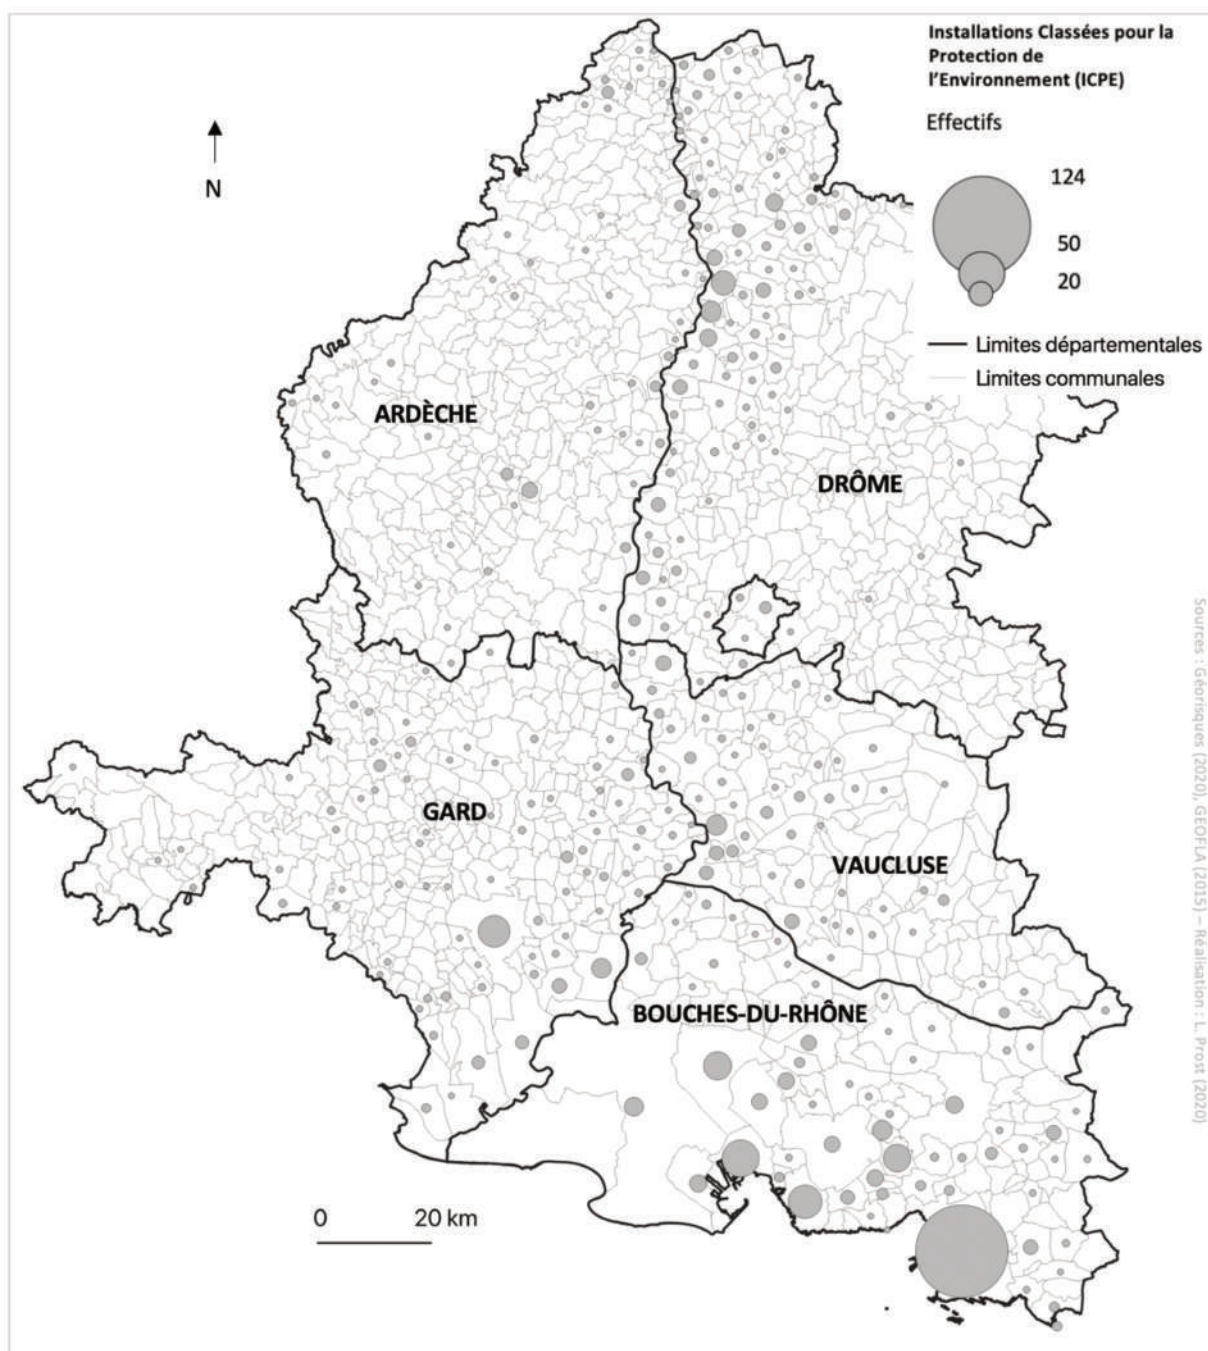 Installations Classées pour la
Protection de
l'Environnement (ICPE)
Effectifs
124
50
20
Limites départementales
Limites communales
N
ARDÈCHE
DRÔME
GARD
VAUCLUSE
BOUCHES-DU-RHÔNE
0 20 km
Sources : Géorisques (2020), GEOFLA (2015) – Réalisation : L. Prost (2020)